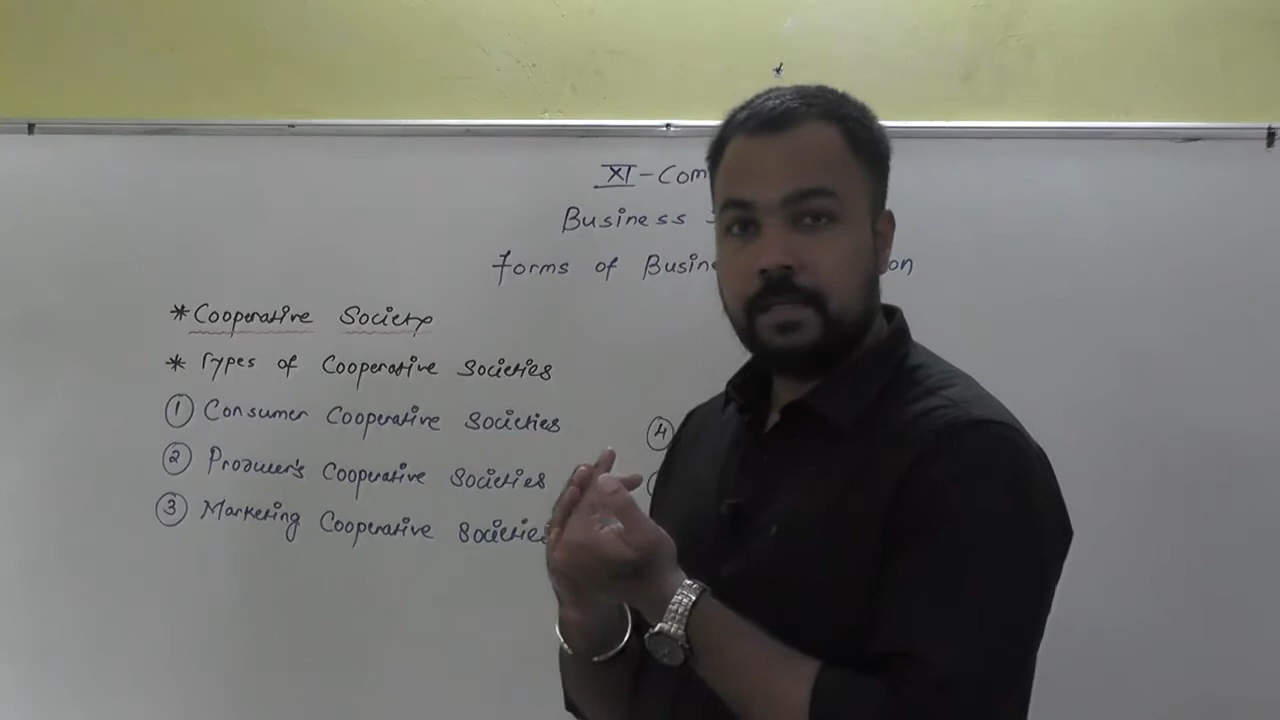 XI - Com
Business
Forms of Busin on
* Cooperative Society
* Types of Cooperative Societies
① Consumer Cooperative Societies
② Producer's Cooperative Societies
③ Marketing Cooperative Societies
④